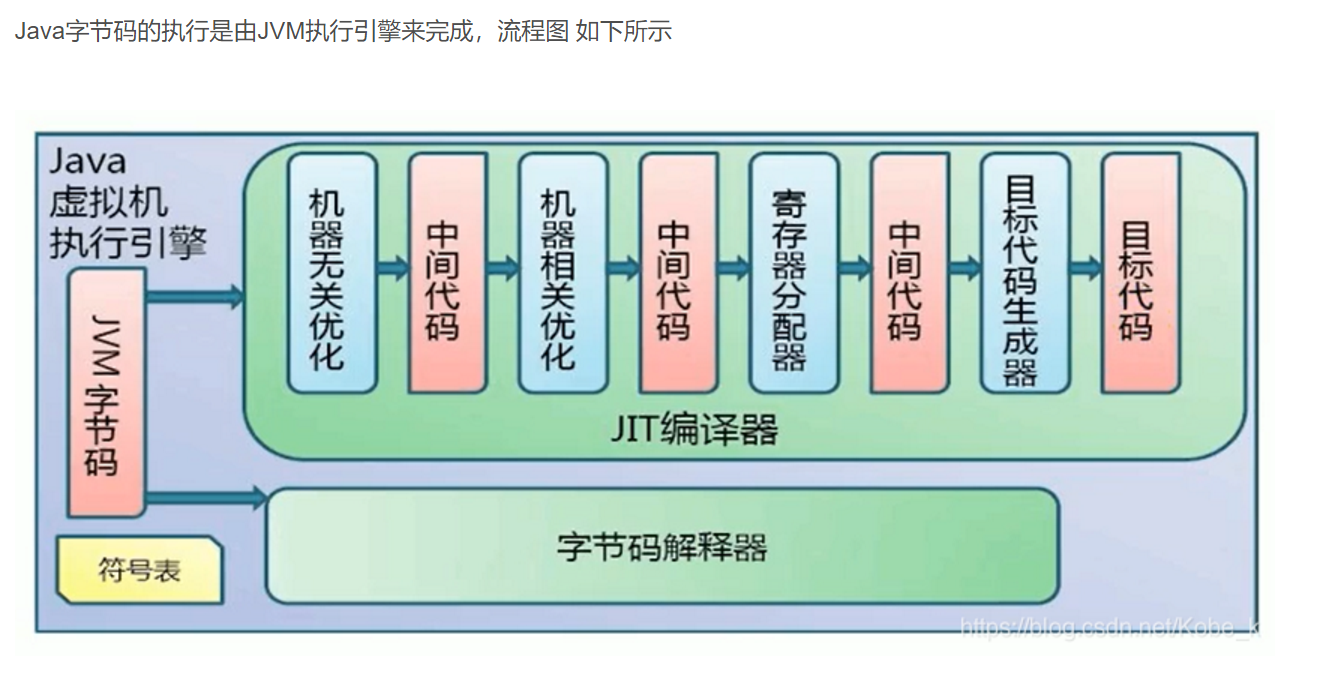 Java字节码的执行是由JVM执行引擎来完成，流程图 如下所示
Java
虚拟机
执行引擎
JVM字节码
机器无关优化
中间代码
机器相关优化
中间代码
寄存器分配器
中间代码
目标代码生成器
目标代码
JIT编译器
字节码解释器
符号表
https://blog.csdn.net/Kobe_k